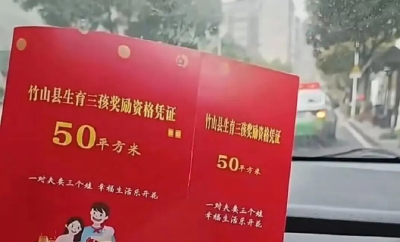 竹山县生育三孩奖励资格凭证
50平方米
一对夫妻三个娃 幸福生活乐开花
竹山县生育三孩奖励资格凭证
50平方米
一对夫妻三个娃
幸福生活乐开花